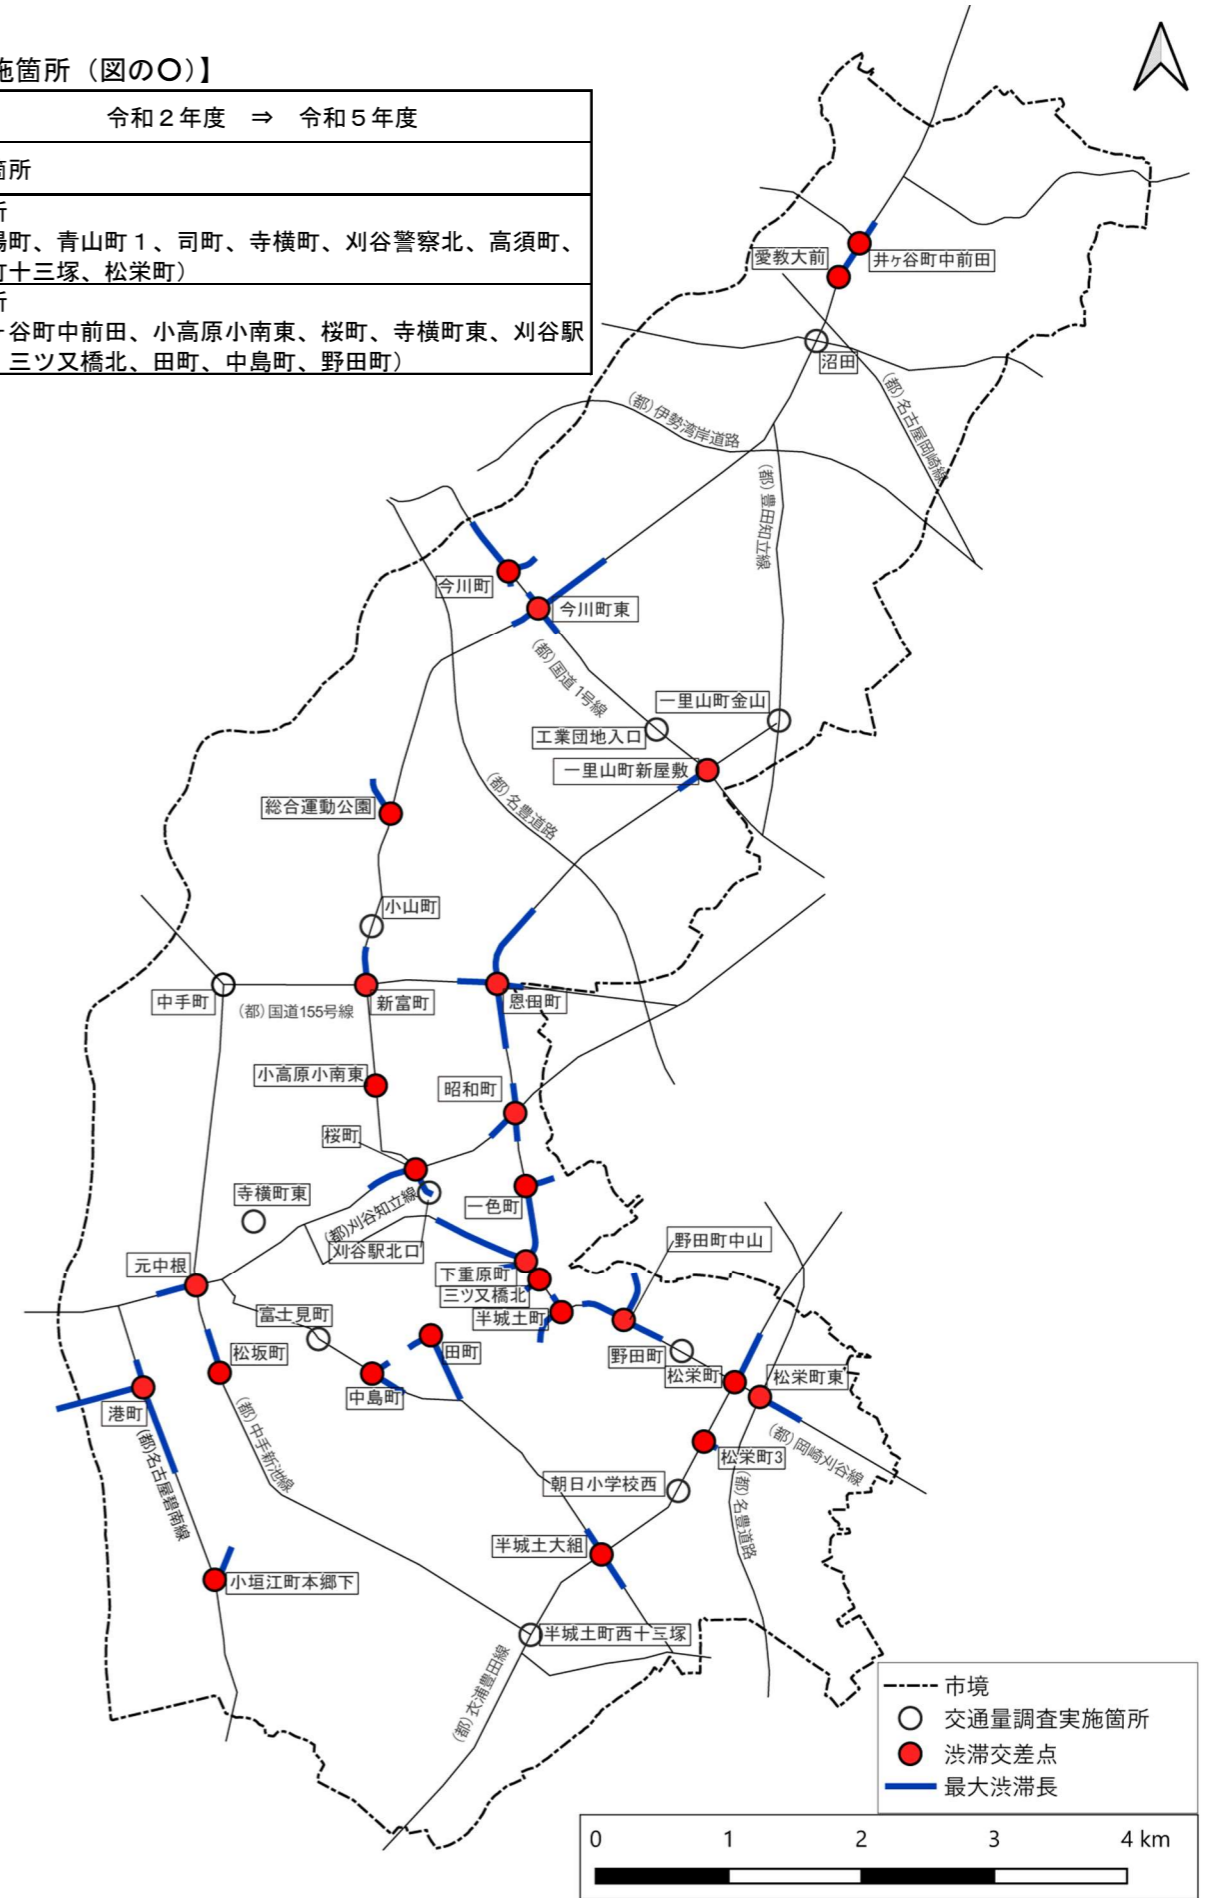 施箇所（図の〇）】
令和２年度　⇒　令和５年度
箇所
所
場町、青山町１、司町、寺横町、刈谷警察北、高須町、
町十三塚、松栄町）
所
ヶ谷町中前田、小高原小南東、桜町、寺横町東、刈谷駅
、三ツ又橋北、田町、中島町、野田町）
愛教大前
井ヶ谷町中前田
沼田
（都）伊勢湾岸道路
（都）名古屋岡崎線
（都）豊田知立線
今川町
今川町東
（都）国道１号線
一里山町金山
工業団地入口
一里山町新屋敷
（都）名豊道路
総合運動公園
小山町
中手町
（都）国道155号線
新富町
恩田町
小高原小南東
昭和町
桜町
寺横町東
（都）刈谷知立線
一色町
刈谷駅北口
野田町中山
元中根
下重原町
三ツ又橋北
富士見町
半城土町
松坂町
田町
野田町
松栄町
松栄町東
中島町
港町
（都）中手新池線
（都）名古屋碧南線
（都）岡崎刈谷線
松栄町3
朝日小学校西
（都）名豊道路
半城土大組
小垣江町本郷下
半城土町西十三塚
（都）衣浦豊田線
市境
交通量調査実施箇所
渋滞交差点
最大渋滞長
0 1 2 3 4 km